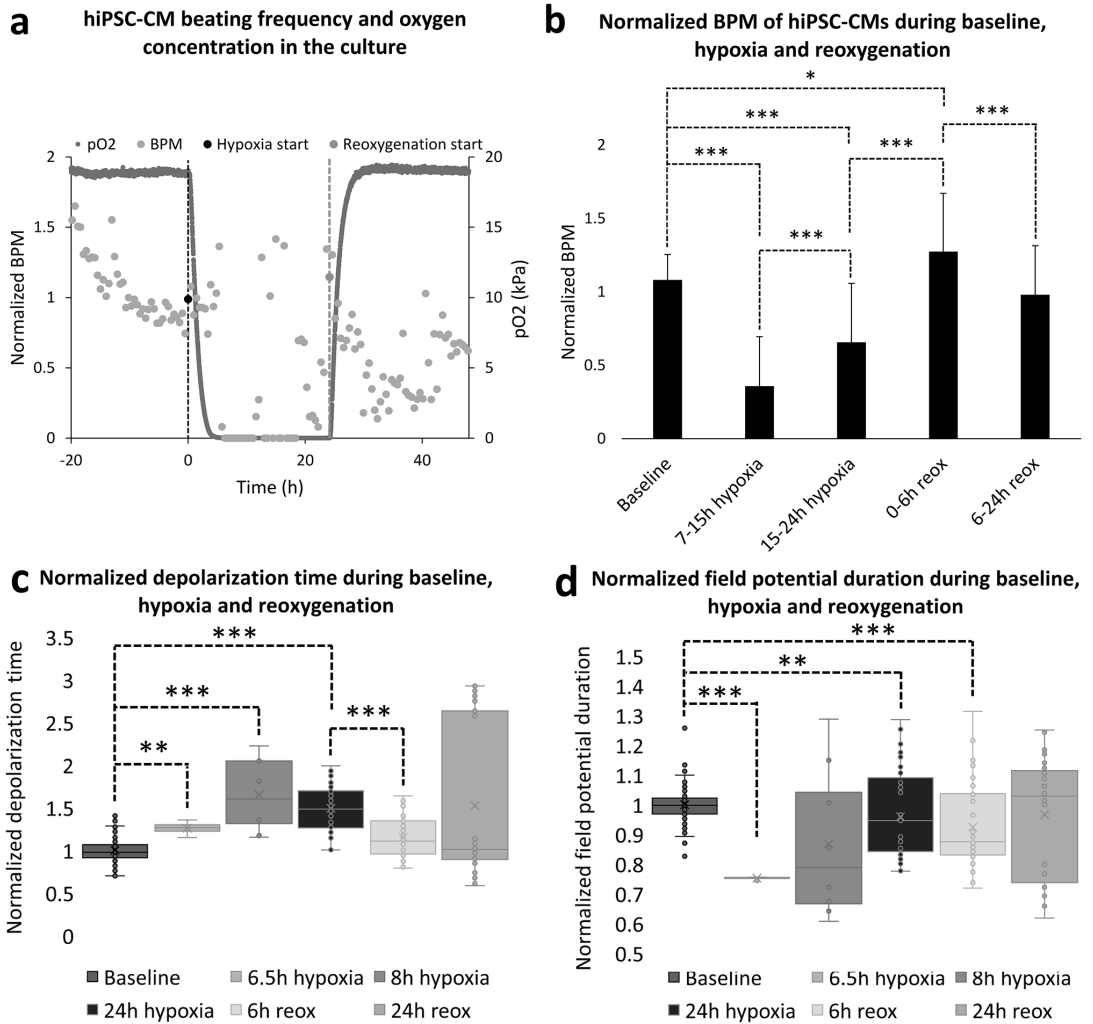 a
hiPSC-CM beating frequency and oxygen
concentration in the culture
pO2
BPM
Hypoxia start
Reoxygenation start
2
1.5
1
0.5
0
Normalized BPM
20
15
10
5
0
pO2 (kPa)
-20
0
20
40
Time (h)
b
Normalized BPM of hiPSC-CMs during baseline,
hypoxia and reoxygenation
*
***
***
***
***
***
2
1.5
1
0.5
0
Normalized BPM
Baseline
7-15h hypoxia
15-24h hypoxia
0-6h reox
6-24h reox
c
Normalized depolarization time during baseline,
hypoxia and reoxygenation
***
***
***
**
3.5
3
2.5
2
1.5
1
0.5
0
Normalized depolarization time
Baseline
6.5h hypoxia
8h hypoxia
24h hypoxia
6h reox
24h reox
d
Normalized field potential duration during baseline,
hypoxia and reoxygenation
***
**
***
1.5
1.4
1.3
1.2
1.1
1
0.9
0.8
0.7
0.6
0.5
Normalized field potential duration
Baseline
6.5h hypoxia
8h hypoxia
24h hypoxia
6h reox
24h reox